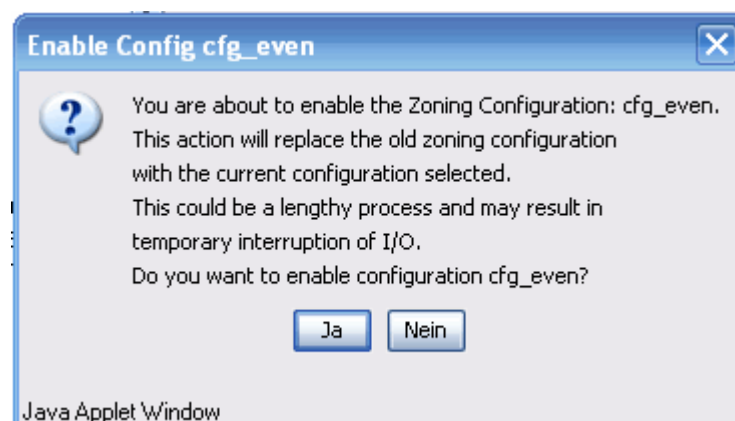 Enable Config cfg_even
You are about to enable the Zoning Configuration: cfg_even.
This action will replace the old zoning configuration
with the current configuration selected.
This could be a lengthy process and may result in
temporary interruption of I/O.
Do you want to enable configuration cfg_even?
Ja Nein
Java Applet Window